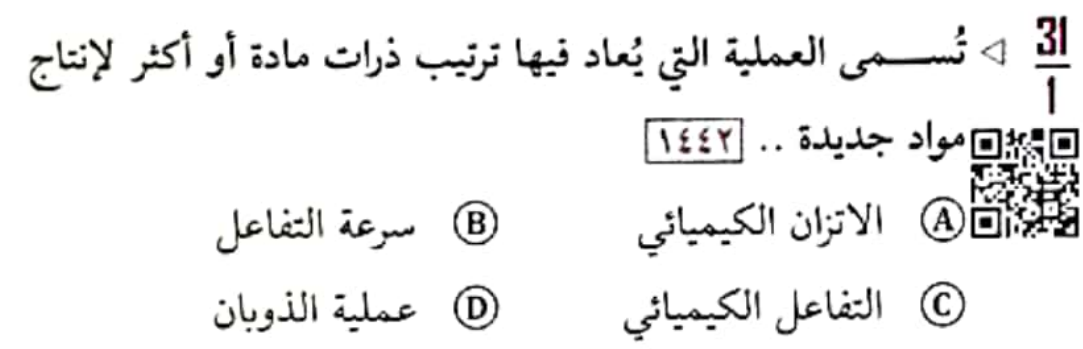 31/1 ◁ تُســمى العملية التي يُعاد فيها ترتيب ذرات مادة أو أكثر لإنتاج
مواد جديدة .. ١٤٤٢
A الاتزان الكيميائي B سرعة التفاعل
C التفاعل الكيميائي D عملية الذوبان